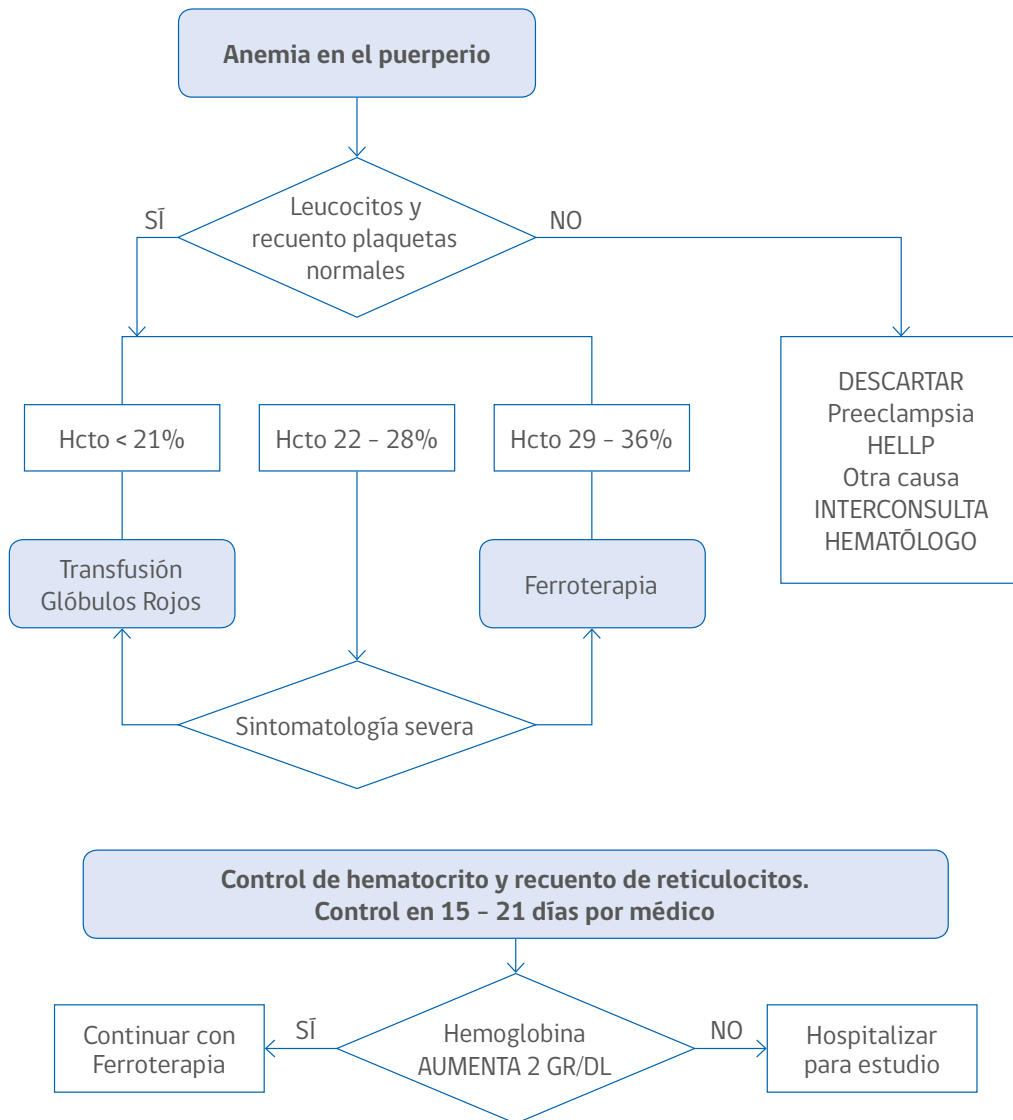 Anemia en el puerperio
SÍ
Leucocitos y
recuento plaquetas
normales
NO
Hcto < 21%
Hcto 22 – 28%
Hcto 29 – 36%
DESCARTAR
Preeclampsia
HELLP
Otra causa
INTERCONSULTA
HEMATÓLOGO
Transfusión
Glóbulos Rojos
Ferroterapia
Sintomatología severa
Control de hematocrito y recuento de reticulocitos.
Control en 15 – 21 días por médico
Continuar con
Ferroterapia
SÍ
Hemoglobina
AUMENTA 2 GR/DL
NO
Hospitalizar
para estudio